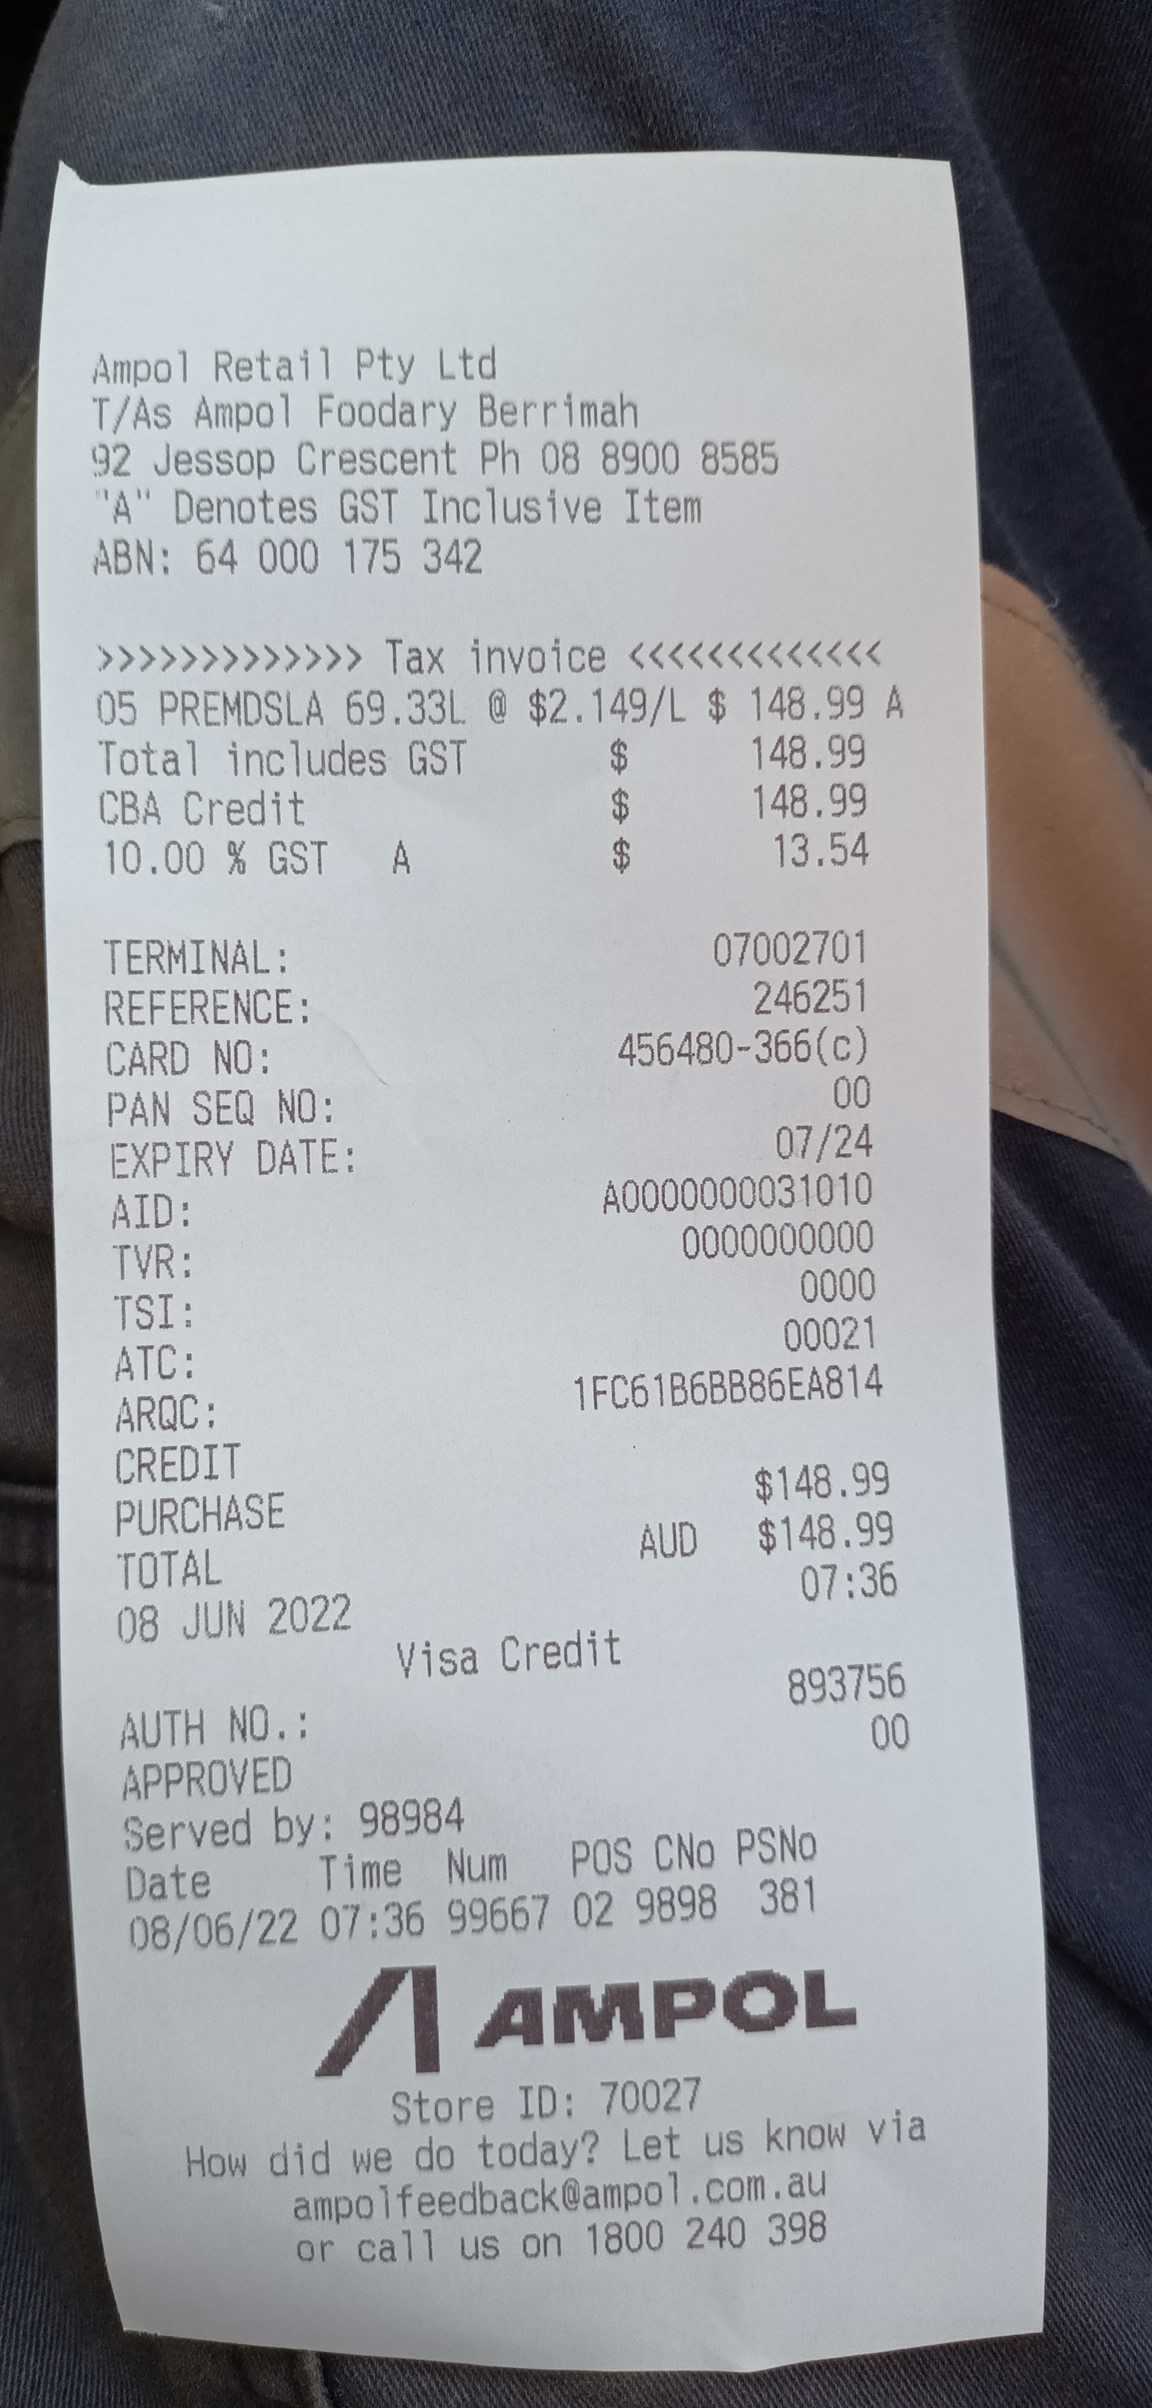 Ampol Retail Pty Ltd
T/As Ampol Foodary Berrimah
92 Jessop Crescent Ph 08 8900 8585
"A" Denotes GST Inclusive Item
ABN: 64 000 175 342
>>>>>>>>>>>>> Tax invoice <<<<<<<<<<<<<
05 PREMDSLA 69.33L @ $2.149/L $ 148.99 A
Total includes GST $ 148.99
CBA Credit $ 148.99
10.00 % GST A $ 13.54
TERMINAL: 07002701
REFERENCE: 246251
CARD NO: 456480-366(c)
PAN SEQ NO: 00
EXPIRY DATE: 07/24
AID: A0000000031010
TVR: 0000000000
TSI: 0000
ATC: 00021
ARQC: 1FC61B6BB86EA814
CREDIT
PURCHASE $148.99
TOTAL AUD $148.99
08 JUN 2022 07:36
Visa Credit
AUTH NO.: 893756
APPROVED 00
Served by: 98984
Date Time Num POS CNo PSNo
08/06/22 07:36 99667 02 9898 381
AMPOL
Store ID: 70027
How did we do today? Let us know via
ampolfeedback@ampol.com.au
or call us on 1800 240 398